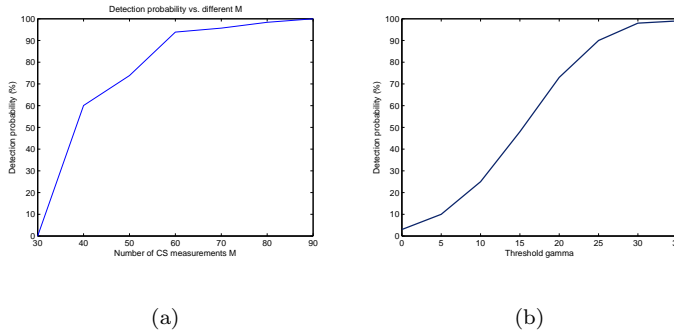 Detection probability vs. different M
Detection probability (%)
100
90
80
70
60
50
40
30
20
10
0
30 40 50 60 70 80 90
Number of CS measurements M
(a)
Detection probability (%)
100
90
80
70
60
50
40
30
20
10
0
0 5 10 15 20 25 30
Threshold gamma
(b)